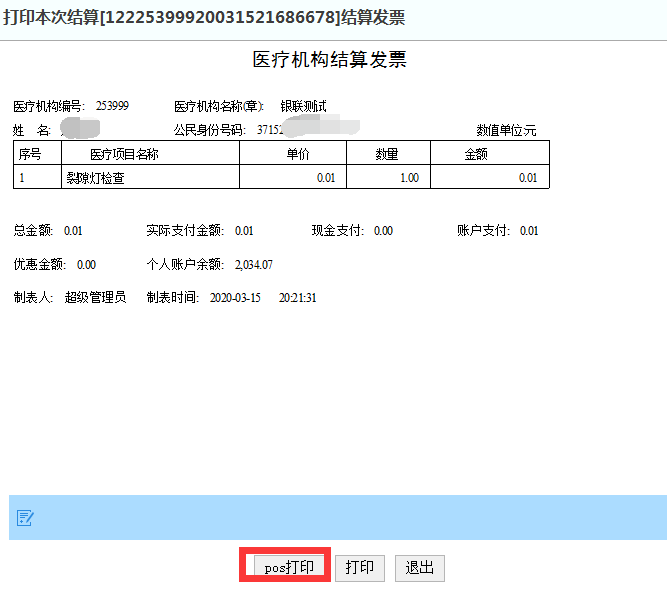 打印本次结算[12225399920031521686678]结算发票
医疗机构结算发票
医疗机构编号: 253999 医疗机构名称(章): 银联测试
姓 名: 公民身份号码: 3715 数值单位元
序号 医疗项目名称 单价 数量 金额
1 裂隙灯检查 0.01 1.00 0.01
总金额: 0.01 实际支付金额: 0.01 现金支付: 0.00 账户支付: 0.01
优惠金额: 0.00 个人账户余额: 2,034.07
制表人: 超级管理员 制表时间: 2020-03-15 20:21:31
pos打印 打印 退出